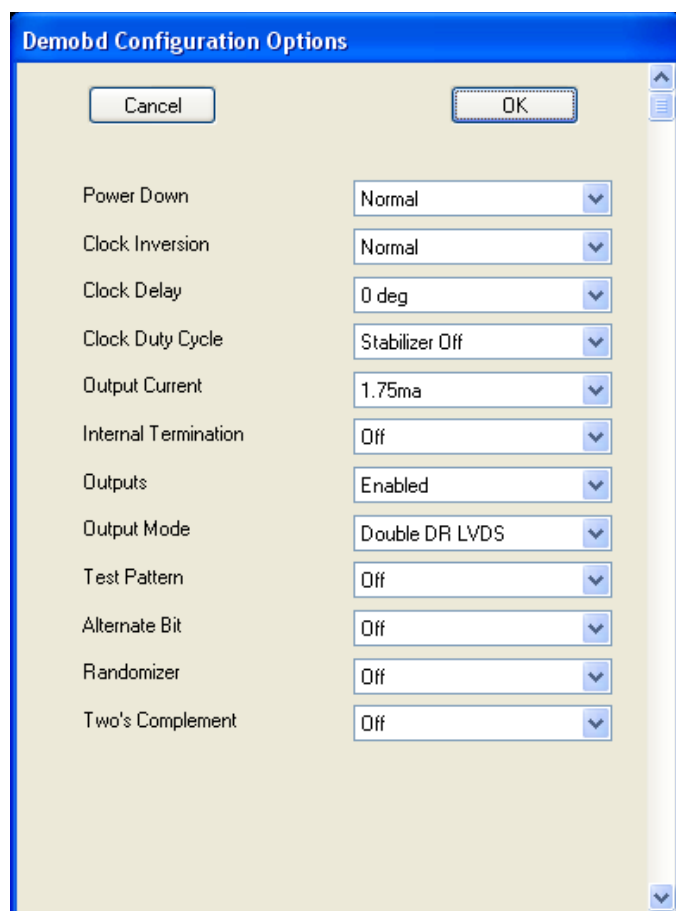 Demobd Configuration Options
Cancel OK
Power Down Normal
Clock Inversion Normal
Clock Delay 0 deg
Clock Duty Cycle Stabilizer Off
Output Current 1.75ma
Internal Termination Off
Outputs Enabled
Output Mode Double DR LVDS
Test Pattern Off
Alternate Bit Off
Randomizer Off
Two's Complement Off